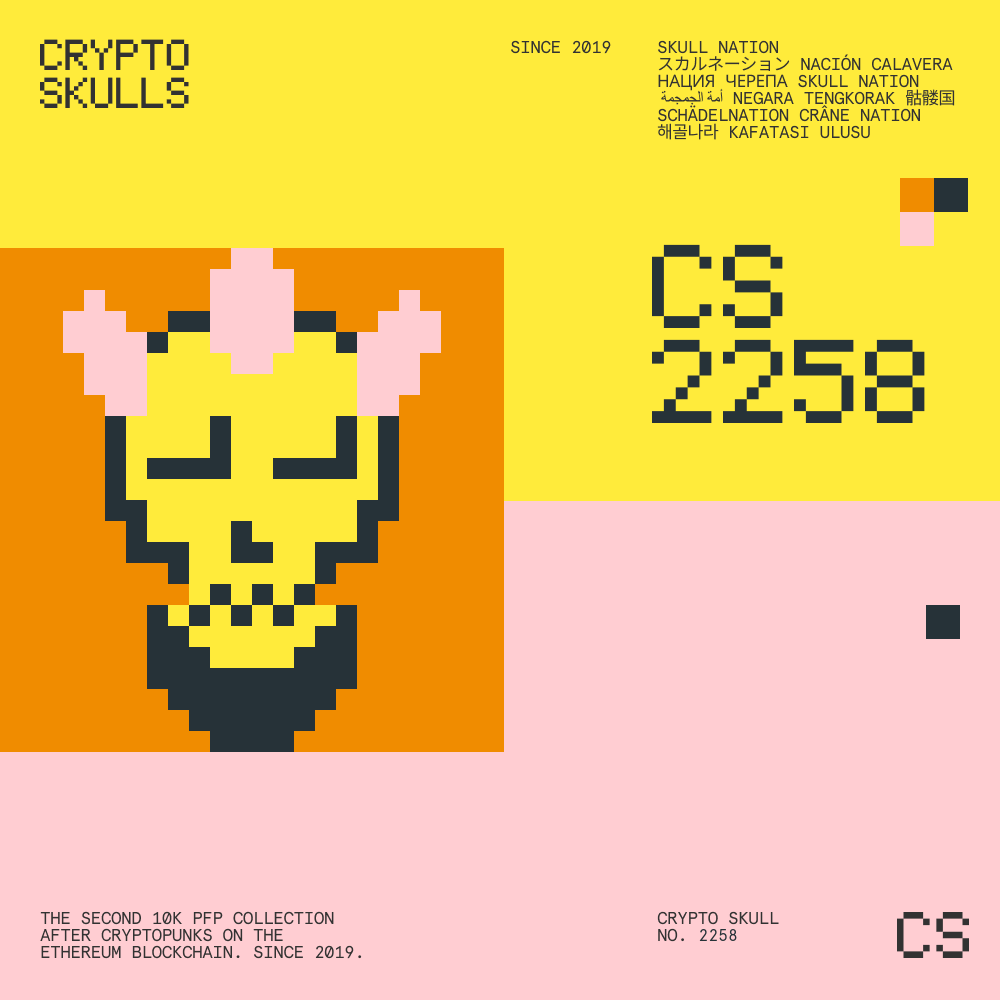 CRYPTO
SKULLS
SINCE 2019
SKULL NATION
スカルネーション NACIÓN CALAVERA
НАЦИЯ ЧЕРЕПА SKULL NATION
أمة الجمجمة NEGARA TENGKORAK 骷髅国
SCHÄDELNATION CRÂNE NATION
해골나라 KAFATASI ULUSU
CS
2258
THE SECOND 10K PFP COLLECTION
AFTER CRYPTOPUNKS ON THE
ETHEREUM BLOCKCHAIN. SINCE 2019.
CRYPTO SKULL
NO. 2258
CS